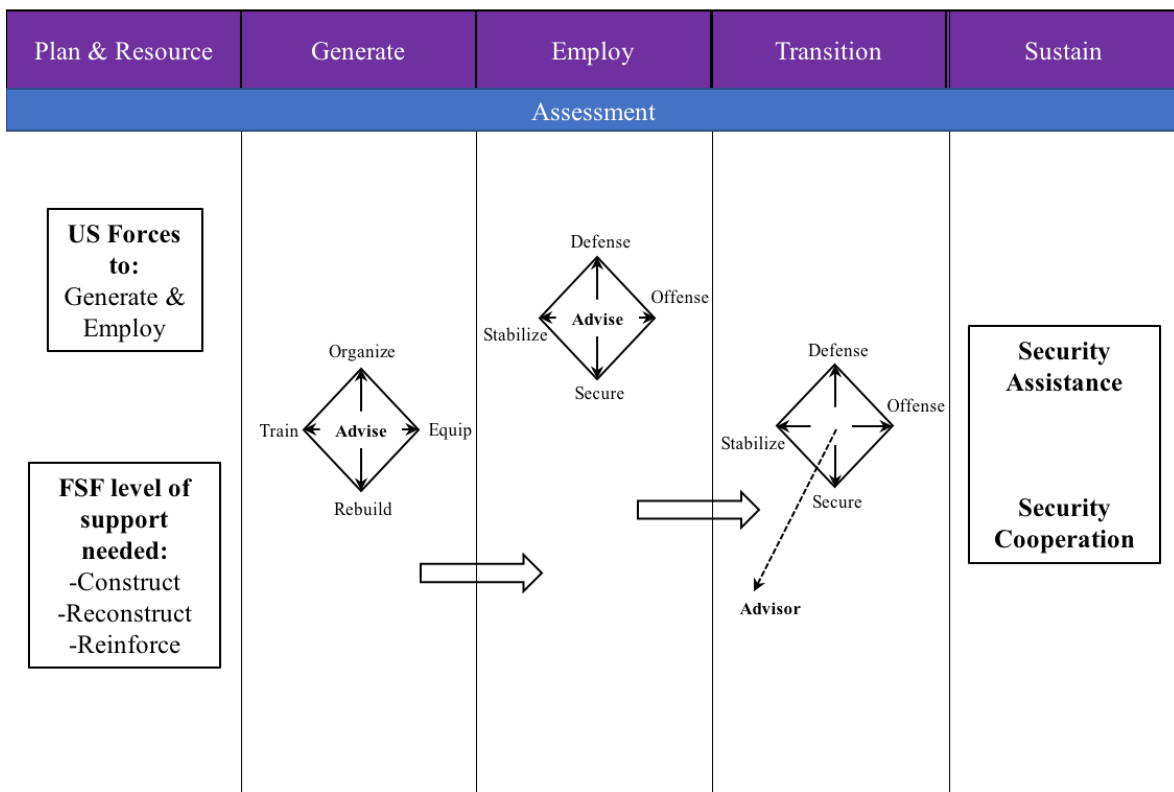 Plan & Resource
Generate
Employ
Transition
Sustain
Assessment
US Forces
to:
Generate &
Employ
FSF level of
support
needed:
-Construct
-Reconstruct
-Reinforce
Organize
Train
Advise
Equip
Rebuild
Defense
Offense
Stabilize
Advise
Secure
Defense
Offense
Stabilize
Secure
Advisor
Security
Assistance
Security
Cooperation